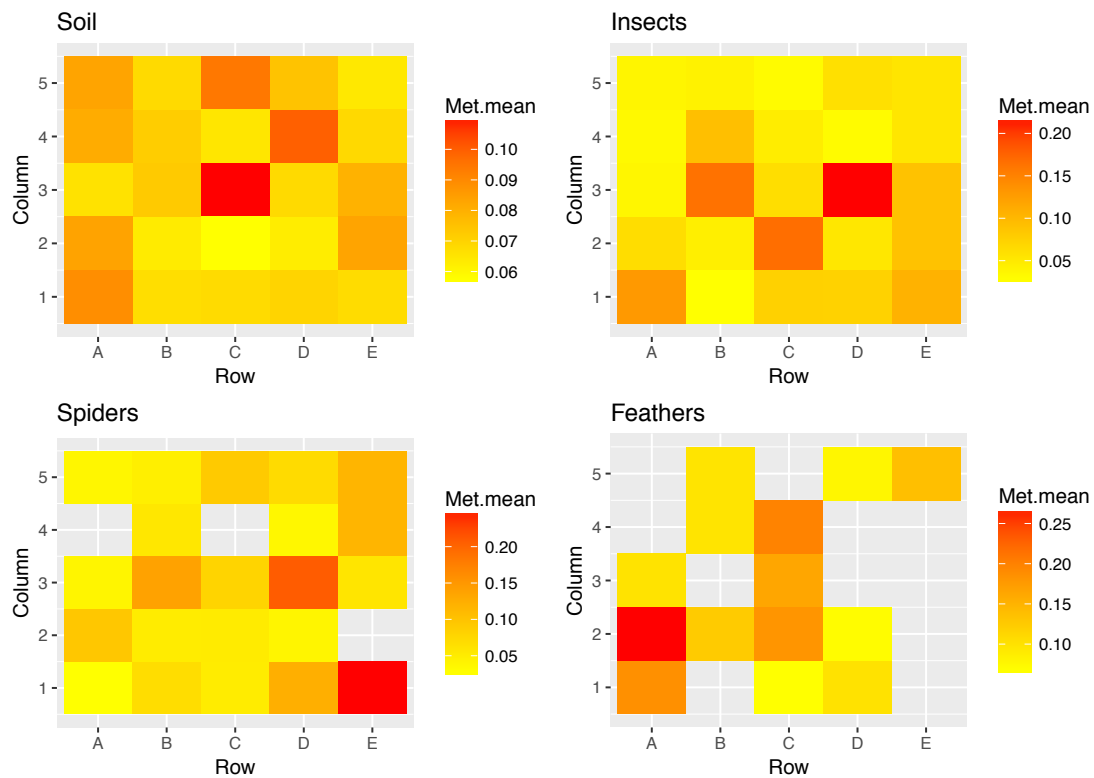 Soil
Column
5
4
3
2
1
A B C D E
Row
Met.mean
0.10
0.09
0.08
0.07
0.06
Insects
Column
5
4
3
2
1
A B C D E
Row
Met.mean
0.20
0.15
0.10
0.05
Spiders
Column
5
4
3
2
1
A B C D E
Row
Met.mean
0.20
0.15
0.10
0.05
Feathers
Column
5
4
3
2
1
A B C D E
Row
Met.mean
0.25
0.20
0.15
0.10